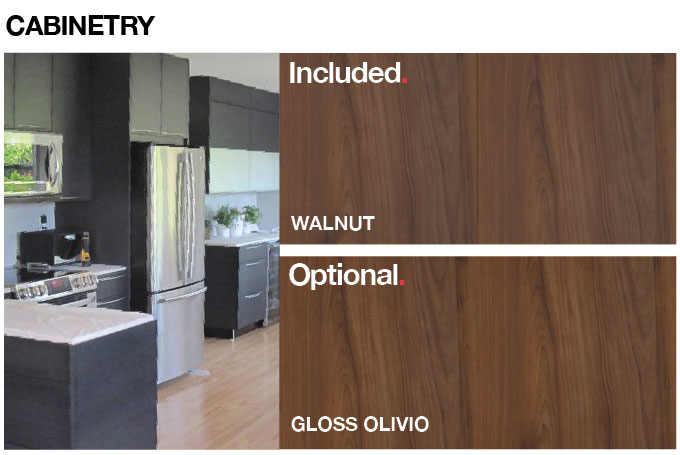 CABINETRY
Included.
WALNUT
Optional.
GLOSS OLIVIO